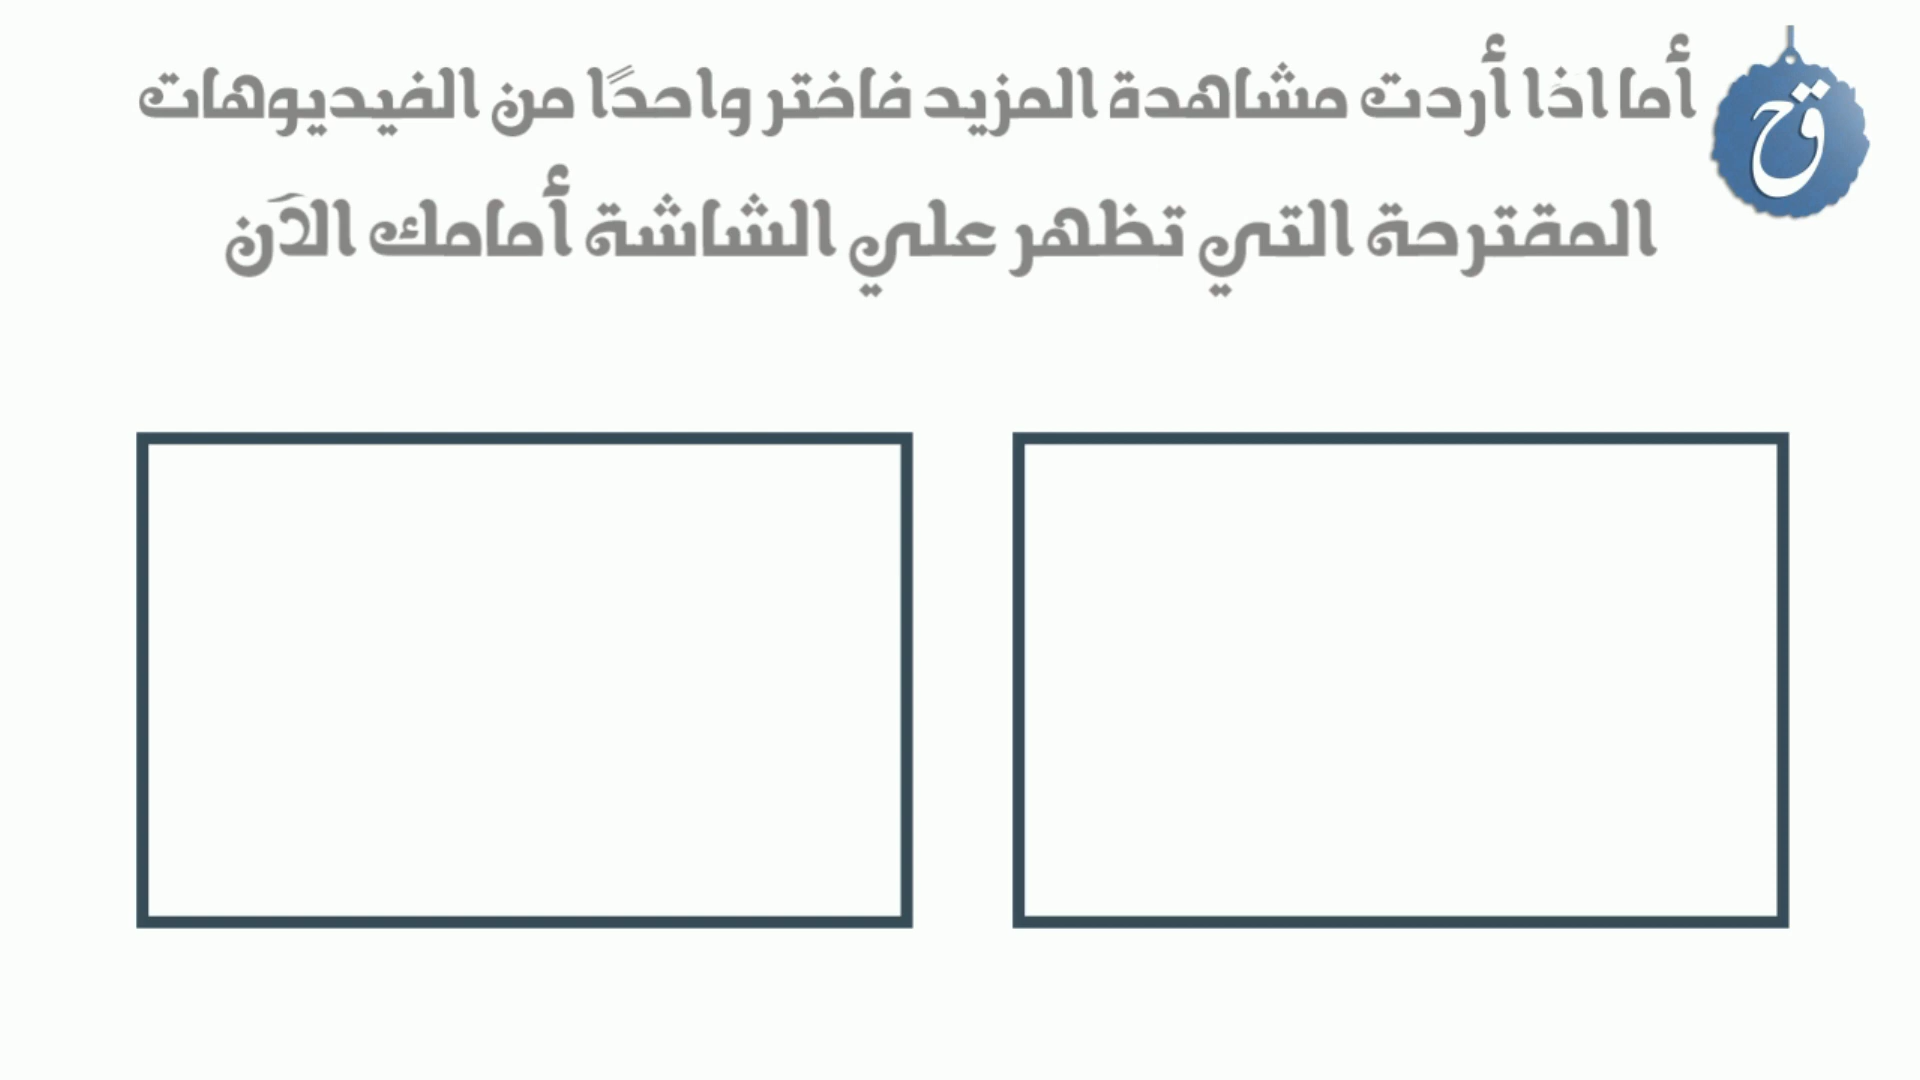 أما اذا أردت مشاهدة المزيد فاختر واحدًا من الفيديوهات
المقترحة التي تظهر علي الشاشة أمامك الآن